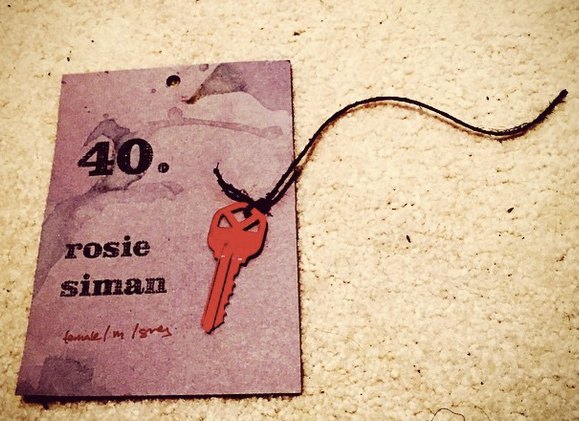 40.
rosie
siman
female / m / grey